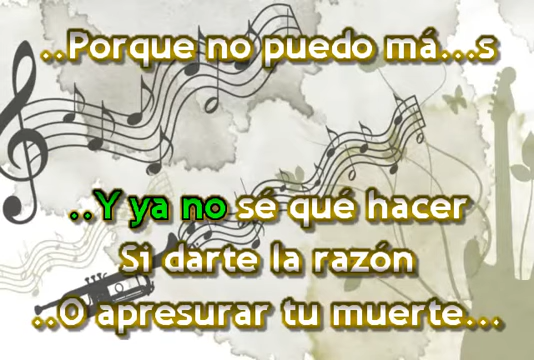 ..Porque no puedo má...s
..Y ya no sé qué hacer
Si darte la razón
..O apresurar tu muerte...